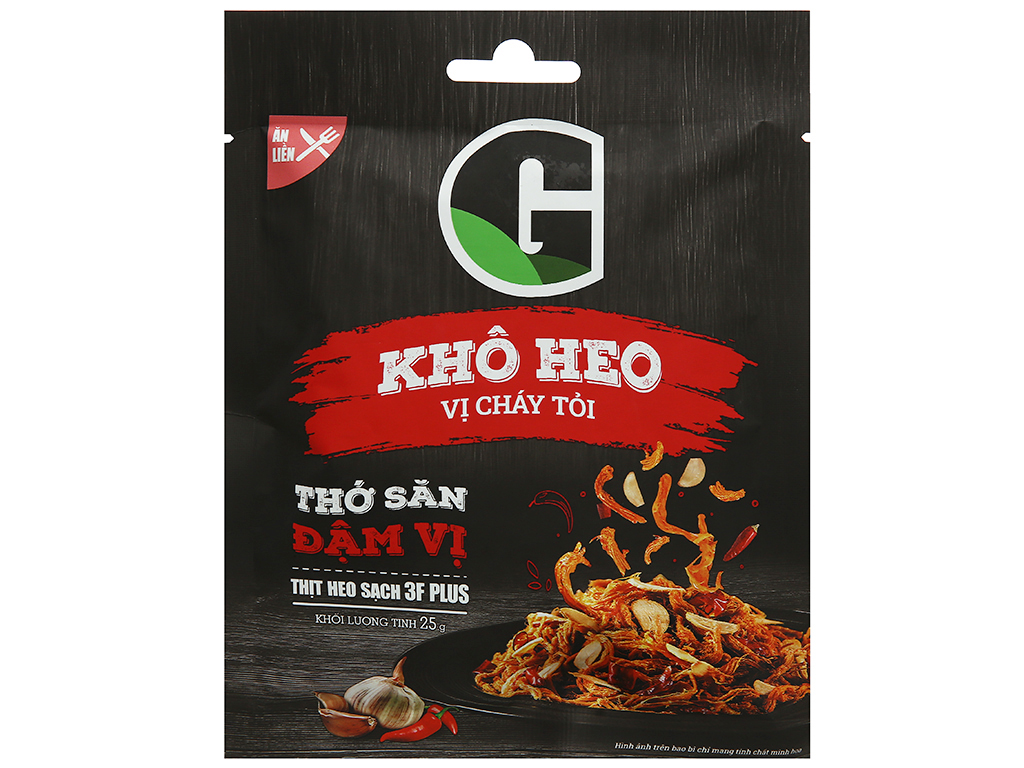 ĂN
LIỀN
G
KHÔ HEO
VỊ CHÁY TỎI
THỚ SĂN
ĐẬM VỊ
THỊT HEO SẠCH 3F PLUS
KHỐI LƯỢNG TỊNH 25g
Hình ảnh trên bao bì chỉ mang tính chất minh họa